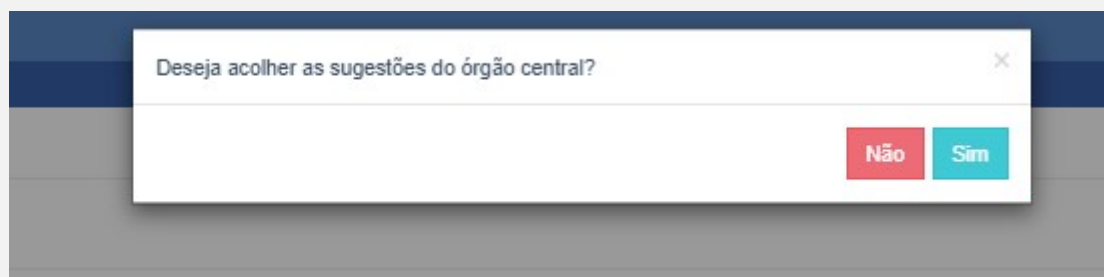 Deseja acolher as sugestões do órgão central?
×
Não Sim